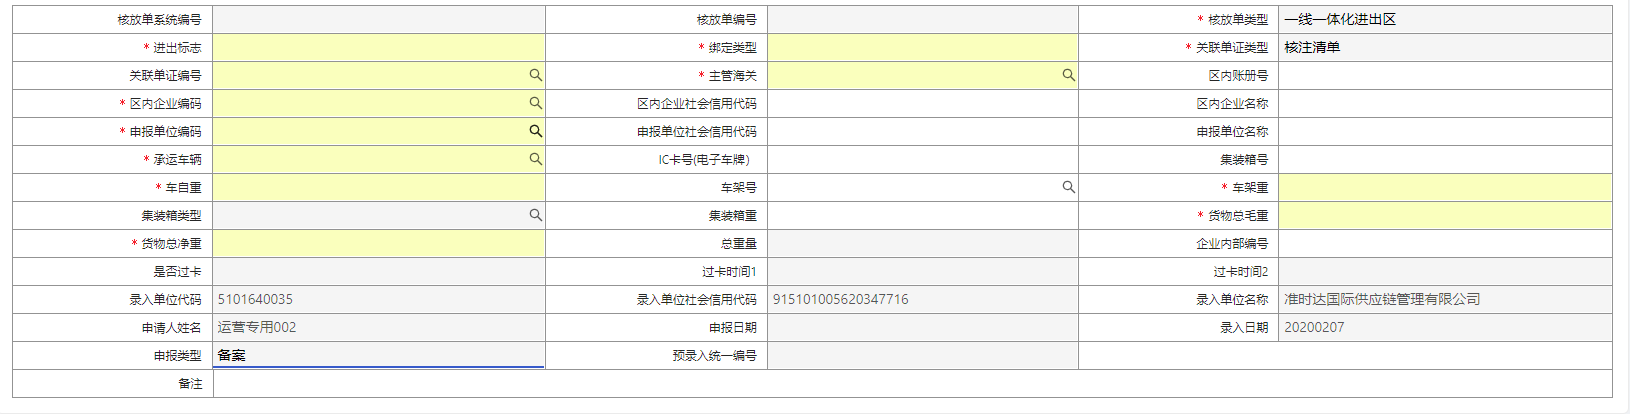 核放单系统编号 核放单编号 * 核放单类型 一线一体化进出区
* 进出标志 * 绑定类型 * 关联单证类型 核注清单
关联单证编号 * 主管海关 区内账册号
* 区内企业编码 区内企业社会信用代码 区内企业名称
* 申报单位编码 申报单位社会信用代码 申报单位名称
* 承运车辆 IC卡号(电子车牌) 集装箱号
* 车自重 车架号 * 车架重
集装箱类型 集装箱重 * 货物总毛重
* 货物总净重 总重量 企业内部编号
是否过卡 过卡时间1 过卡时间2
录入单位代码 5101640035 录入单位社会信用代码 915101005620347716 录入单位名称 准时达国际供应链管理有限公司
申请人姓名 运营专用002 申报日期 录入日期 20200207
申报类型 备案 预录入统一编号
备注